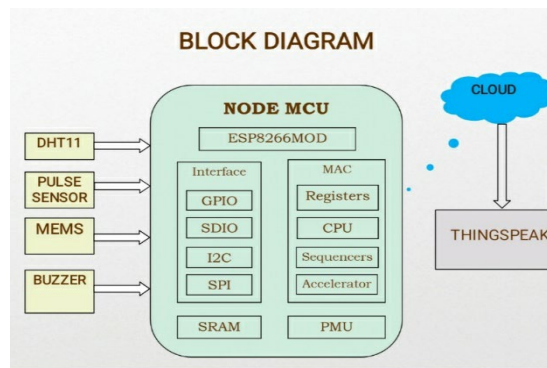 BLOCK DIAGRAM
NODE MCU
ESP8266MOD
DHT11
PULSE
SENSOR
MEMS
BUZZER
Interface
GPIO
SDIO
I2C
SPI
MAC
Registers
CPU
Sequencers
Accelerator
SRAM
PMU
CLOUD
THINGSPEAK